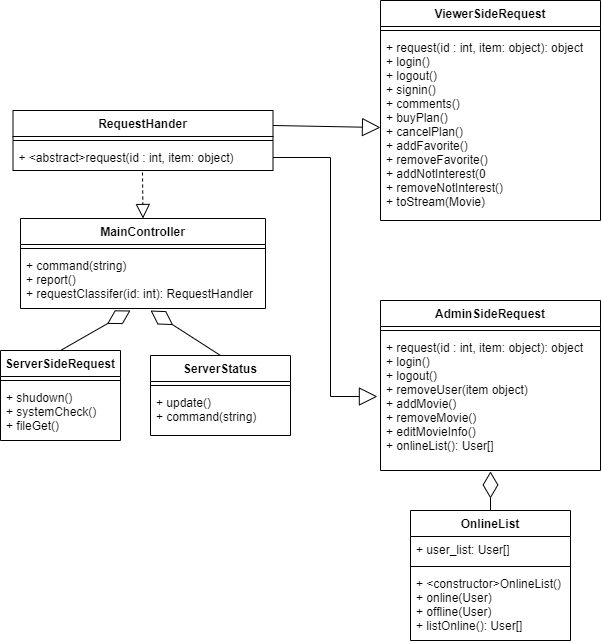 ViewerSideRequest
+ request(id : int, item: object): object
+ login()
+ logout()
+ signin()
+ comments()
+ buyPlan()
+ cancelPlan()
+ addFavorite()
+ removeFavorite()
+ addNotInterest(0
+ removeNotInterest()
+ toStream(Movie)
RequestHander
+ <abstract>request(id : int, item: object)
MainController
+ command(string)
+ report()
+ requestClassifer(id: int): RequestHandler
ServerSideRequest
+ shudown()
+ systemCheck()
+ fileGet()
ServerStatus
+ update()
+ command(string)
AdminSideRequest
+ request(id : int, item: object): object
+ login()
+ logout()
+ removeUser(item object)
+ addMovie()
+ removeMovie()
+ editMovieInfo()
+ onlineList(): User[]
OnlineList
+ user_list: User[]
+ <constructor>OnlineList()
+ online(User)
+ offline(User)
+ listOnline(): User[]